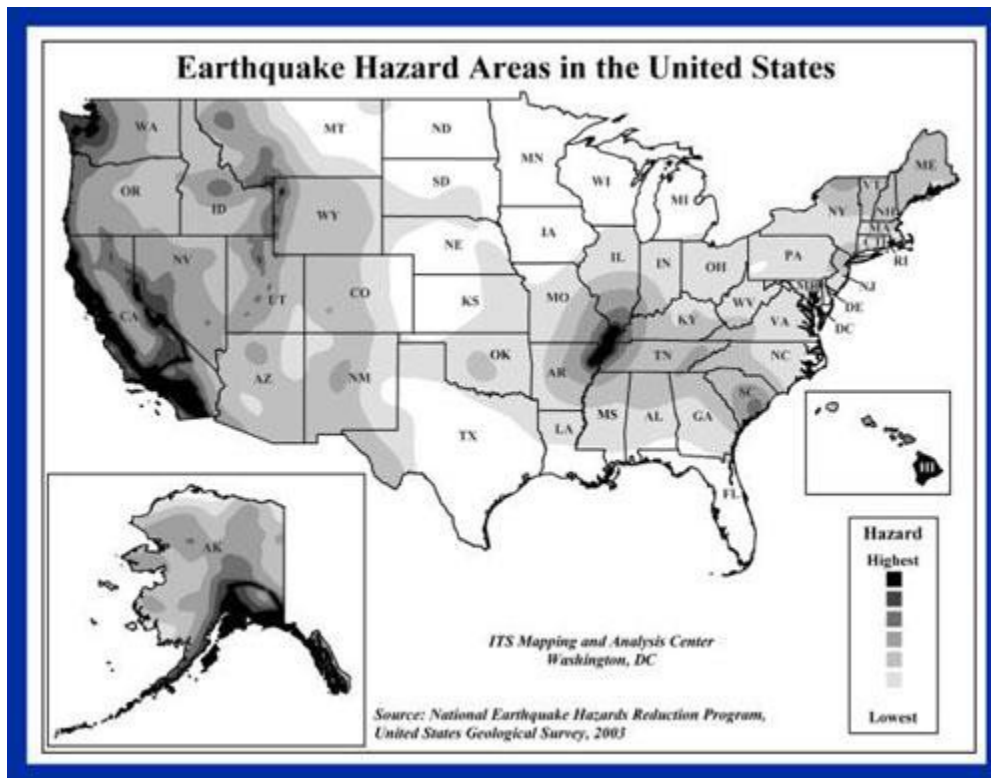 Earthquake Hazard Areas in the United States
WA
MT
ND
MN
ME
OR
ID
SD
WI
MI
NY
VT
NH
MA
CT
RI
WY
NE
IA
PA
NJ
NV
UT
CO
KS
MO
IL
IN
OH
WV
MD
DE
DC
CA
VA
KY
AZ
NM
OK
AR
TN
NC
SC
TX
LA
MS
AL
GA
FL
HI
AK
Hazard
Highest
Lowest
ITS Mapping and Analysis Center
Washington, DC
Source: National Earthquake Hazards Reduction Program,
United States Geological Survey, 2003